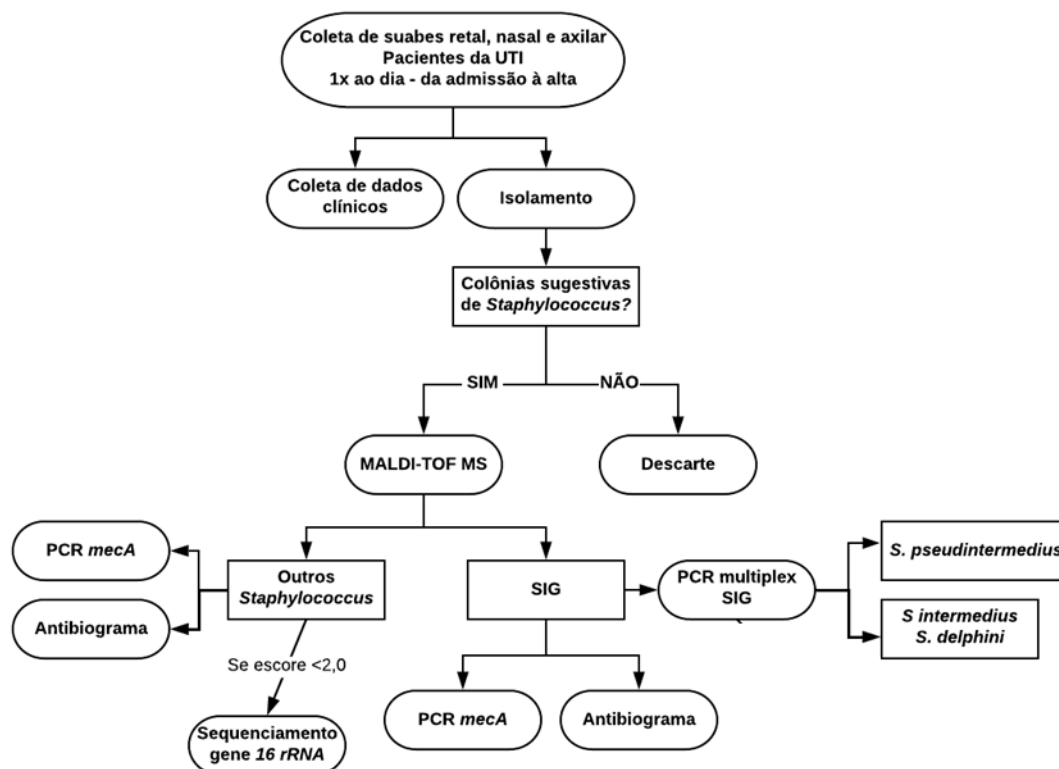 Coleta de suabes retal, nasal e axilar
Pacientes da UTI
1x ao dia - da admissão à alta
Coleta de dados
clínicos
Isolamento
Colônias sugestivas
de Staphylococcus?
SIM
NÃO
MALDI-TOF MS
Descarte
PCR mecA
Antibiograma
Outros
Staphylococcus
SIG
PCR multiplex
SIG
S. pseudintermedius
S intermedius
S. delphini
Se escore <2,0
Sequenciamento
gene 16 rRNA
PCR mecA
Antibiograma